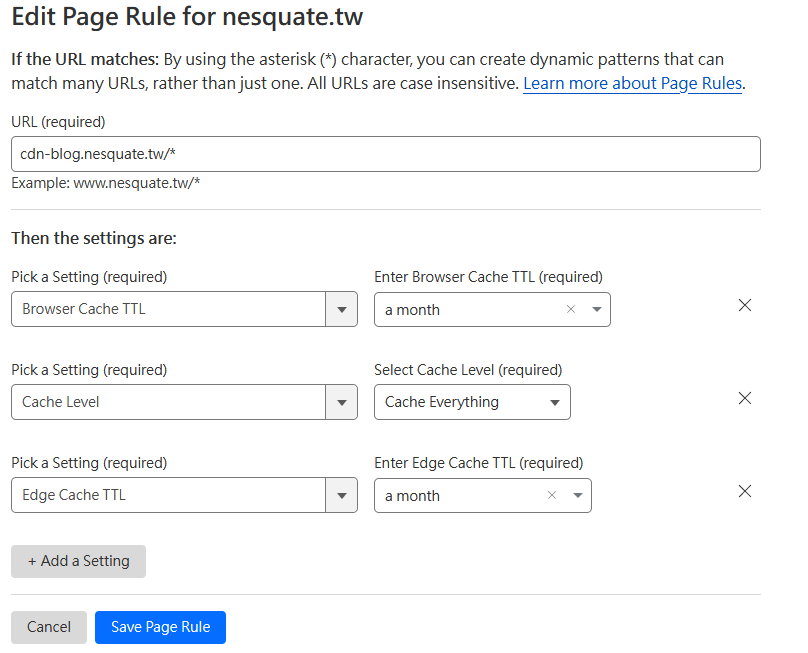 Edit Page Rule for nesquate.tw
If the URL matches: By using the asterisk (*) character, you can create dynamic patterns that can
match many URLs, rather than just one. All URLs are case insensitive. Learn more about Page Rules.
URL (required)
cdn-blog.nesquate.tw/*
Example: www.nesquate.tw/*
Then the settings are:
Pick a Setting (required) Enter Browser Cache TTL (required)
Browser Cache TTL a month
Pick a Setting (required) Select Cache Level (required)
Cache Level Cache Everything
Pick a Setting (required) Enter Edge Cache TTL (required)
Edge Cache TTL a month
+ Add a Setting
Cancel Save Page Rule